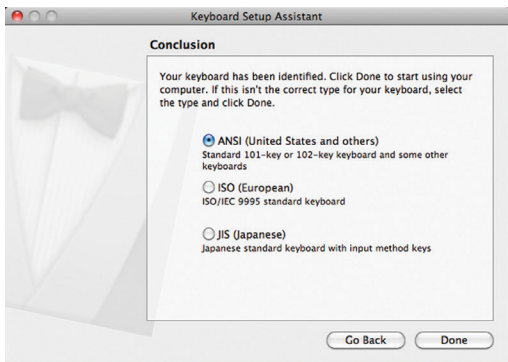 Keyboard Setup Assistant
Conclusion
Your keyboard has been identified. Click Done to start using your
computer. If this isn't the correct type for your keyboard, select
the type and click Done.
ANSI (United States and others)
Standard 101-key or 102-key keyboard and some other
keyboards
ISO (European)
ISO/IEC 9995 standard keyboard
JIS (Japanese)
Japanese standard keyboard with input method keys
Go Back Done